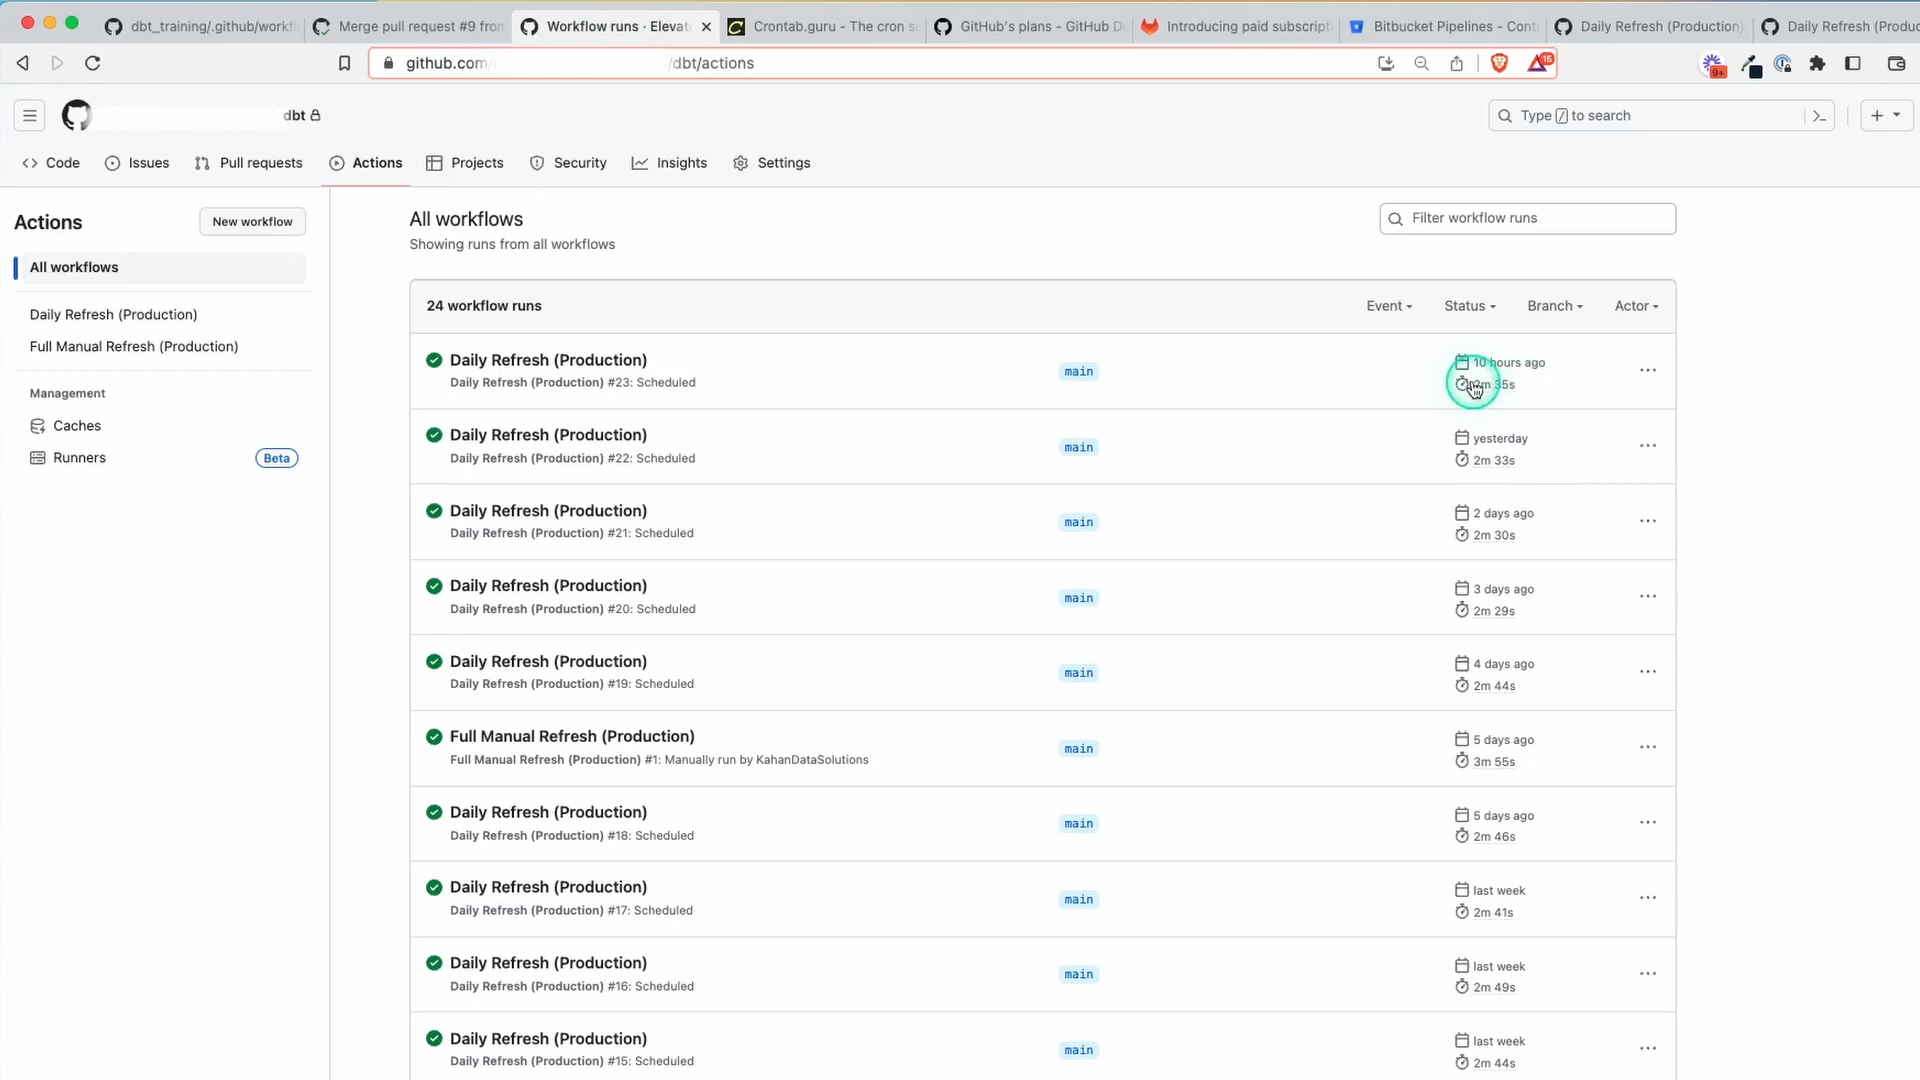 dbt_training/.github/workfl
Merge pull request #9 from
Workflow runs · Elevate
Crontab.guru - The cron sc
GitHub's plans - GitHub Do
Introducing paid subscripti
Bitbucket Pipelines - Conti
Daily Refresh (Production)
Daily Refresh (Produc
github.com/
/dbt/actions
15
9+
dbt
Type / to search
Code
Issues
Pull requests
Actions
Projects
Security
Insights
Settings
Actions
New workflow
All workflows
Daily Refresh (Production)
Full Manual Refresh (Production)
Management
Caches
Runners
Beta
All workflows
Showing runs from all workflows
Filter workflow runs
24 workflow runs
Event
Status
Branch
Actor
Daily Refresh (Production)
Daily Refresh (Production) #23: Scheduled
main
10 hours ago
2m 35s
Daily Refresh (Production)
Daily Refresh (Production) #22: Scheduled
main
yesterday
2m 33s
Daily Refresh (Production)
Daily Refresh (Production) #21: Scheduled
main
2 days ago
2m 30s
Daily Refresh (Production)
Daily Refresh (Production) #20: Scheduled
main
3 days ago
2m 29s
Daily Refresh (Production)
Daily Refresh (Production) #19: Scheduled
main
4 days ago
2m 44s
Full Manual Refresh (Production)
Full Manual Refresh (Production) #1: Manually run by KahanDataSolutions
main
5 days ago
3m 55s
Daily Refresh (Production)
Daily Refresh (Production) #18: Scheduled
main
5 days ago
2m 46s
Daily Refresh (Production)
Daily Refresh (Production) #17: Scheduled
main
last week
2m 41s
Daily Refresh (Production)
Daily Refresh (Production) #16: Scheduled
main
last week
2m 49s
Daily Refresh (Production)
Daily Refresh (Production) #15: Scheduled
main
last week
2m 44s